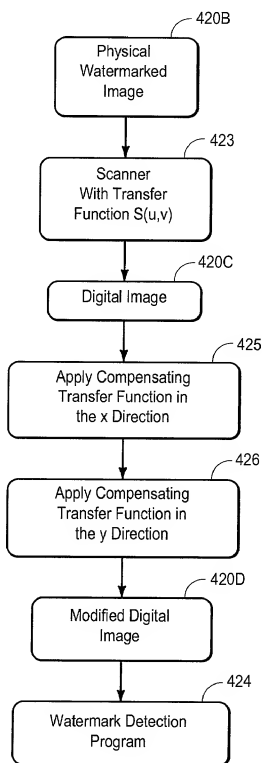 420B
Physical
Watermarked
Image
423
Scanner
With Transfer
Function S(u,v)
420C
Digital Image
425
Apply Compensating
Transfer Function in
the x Direction
426
Apply Compensating
Transfer Function in
the y Direction
420D
Modified Digital
Image
424
Watermark Detection
Program